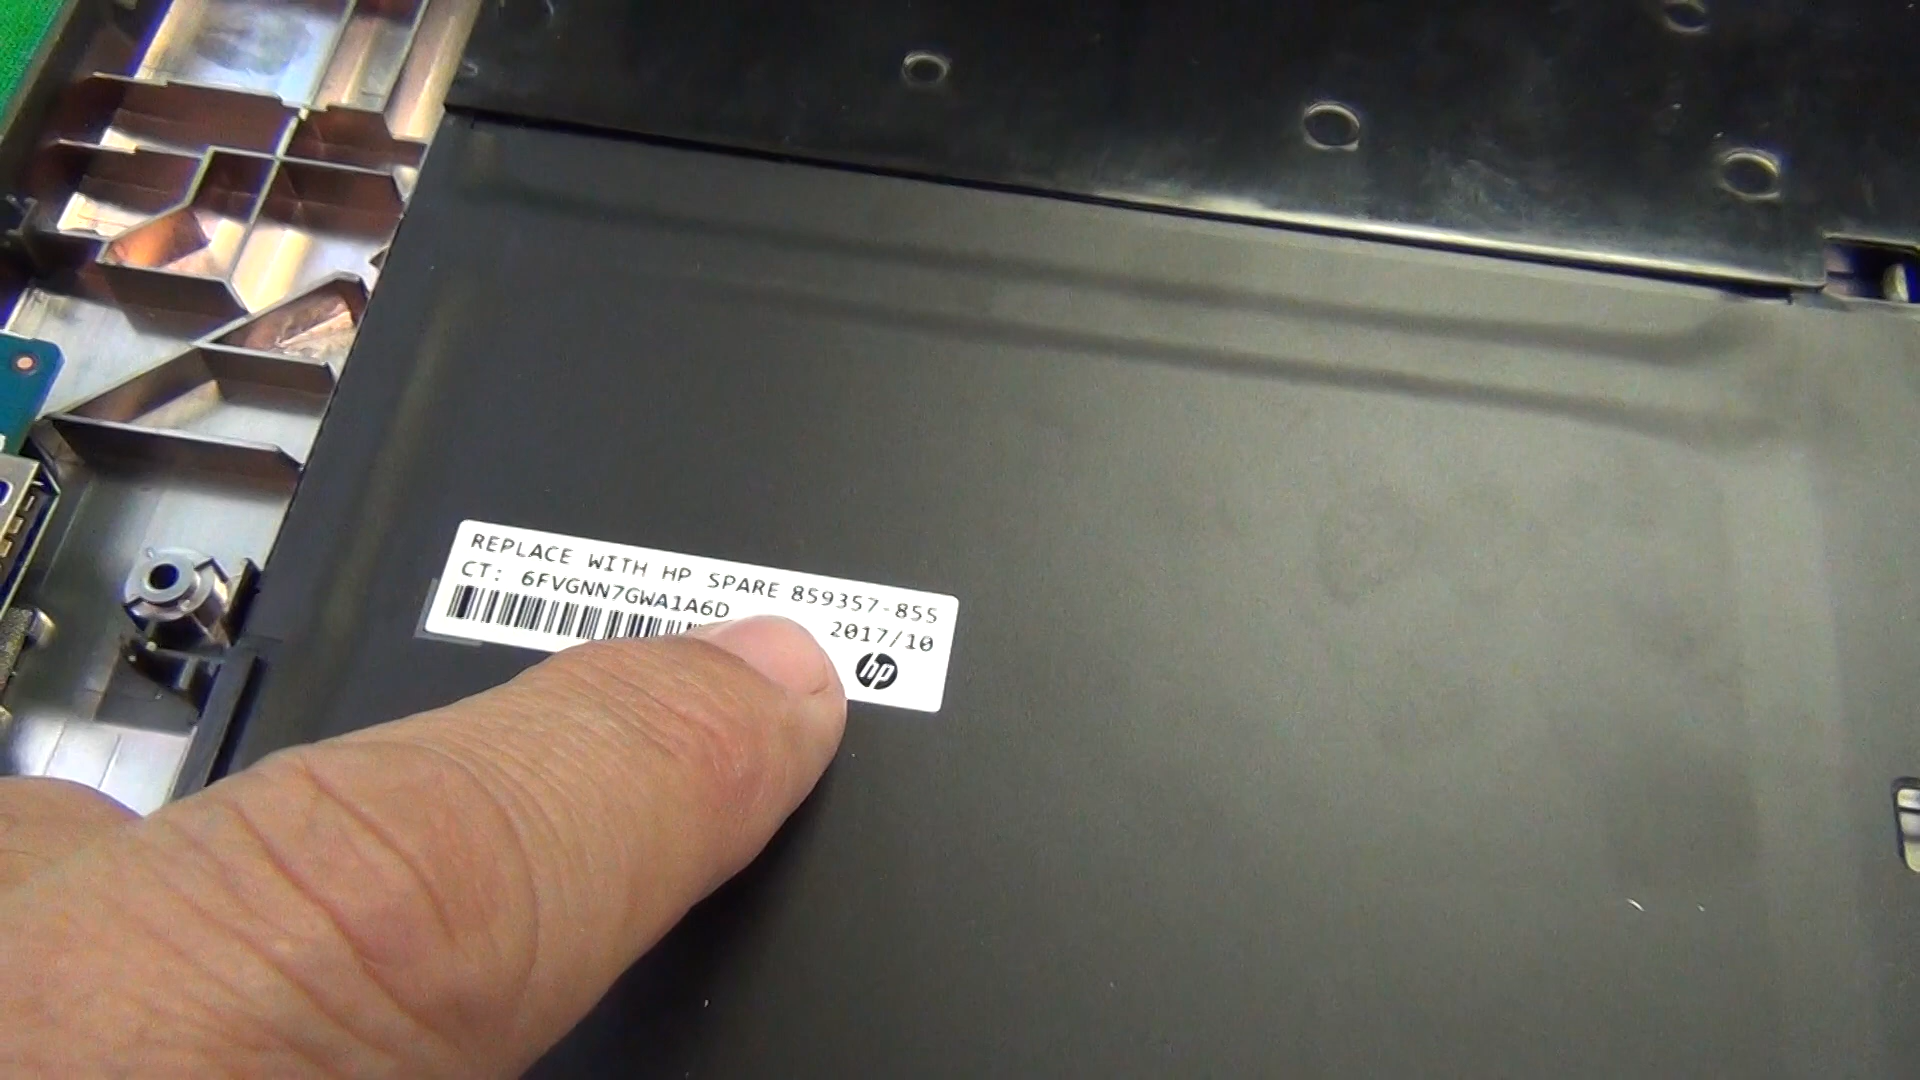 REPLACE WITH HP SPARE 859357-855
CT: 6FVGNN7GWA1A6D
2017/10
hp